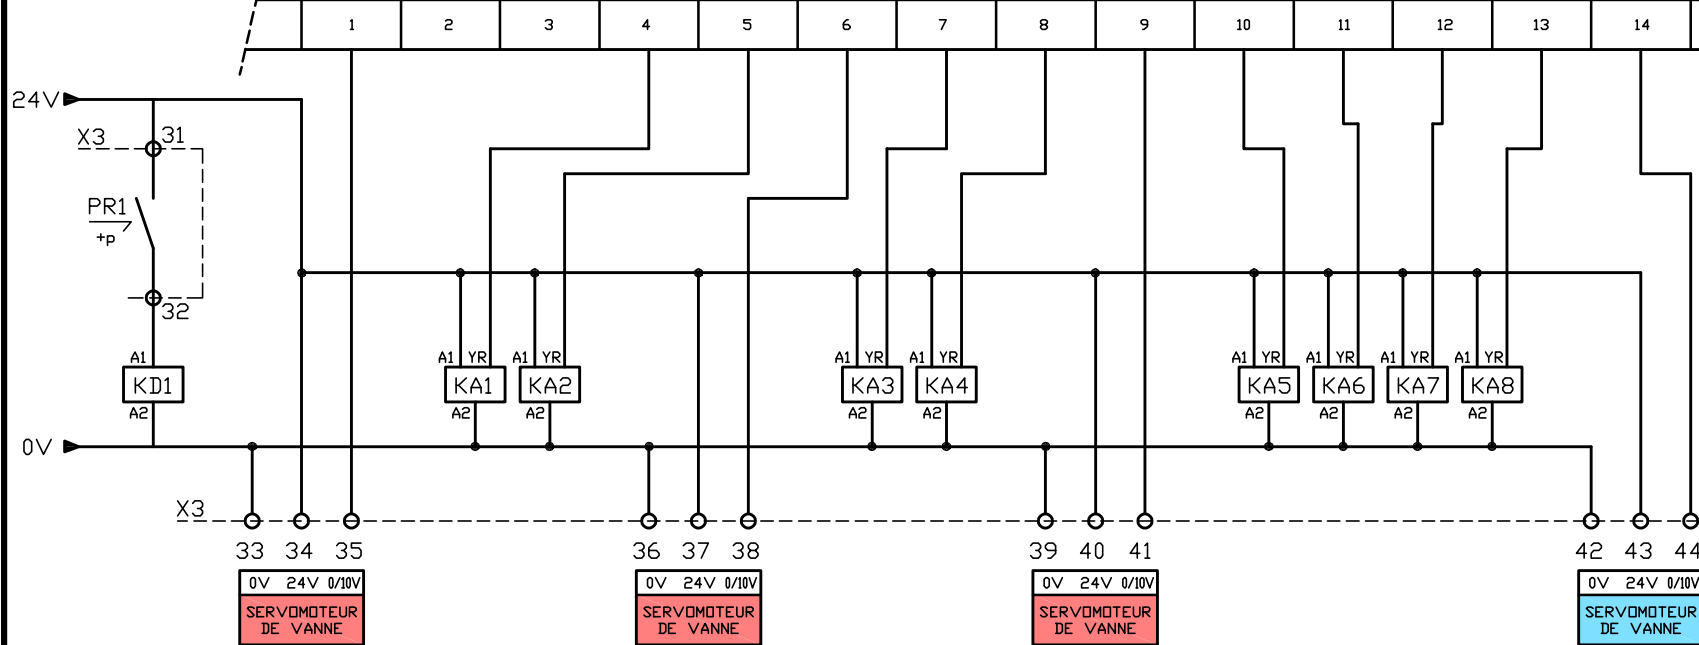 1 2 3 4 5 6 7 8 9 10 11 12 13 14
24V
X3 31
PR1
+p
32
A1 A1 YR A1 YR A1 YR A1 YR A1 YR A1 YR A1 YR A1 YR
KD1 KA1 KA2 KA3 KA4 KA5 KA6 KA7 KA8
A2 A2 A2 A2 A2 A2 A2 A2 A2
0V
X3
33 34 35 36 37 38 39 40 41 42 43 44
0V 24V 0/10V 0V 24V 0/10V 0V 24V 0/10V 0V 24V 0/10V
SERVOMOTEUR SERVOMOTEUR SERVOMOTEUR SERVOMOTEUR
DE VANNE DE VANNE DE VANNE DE VANNE